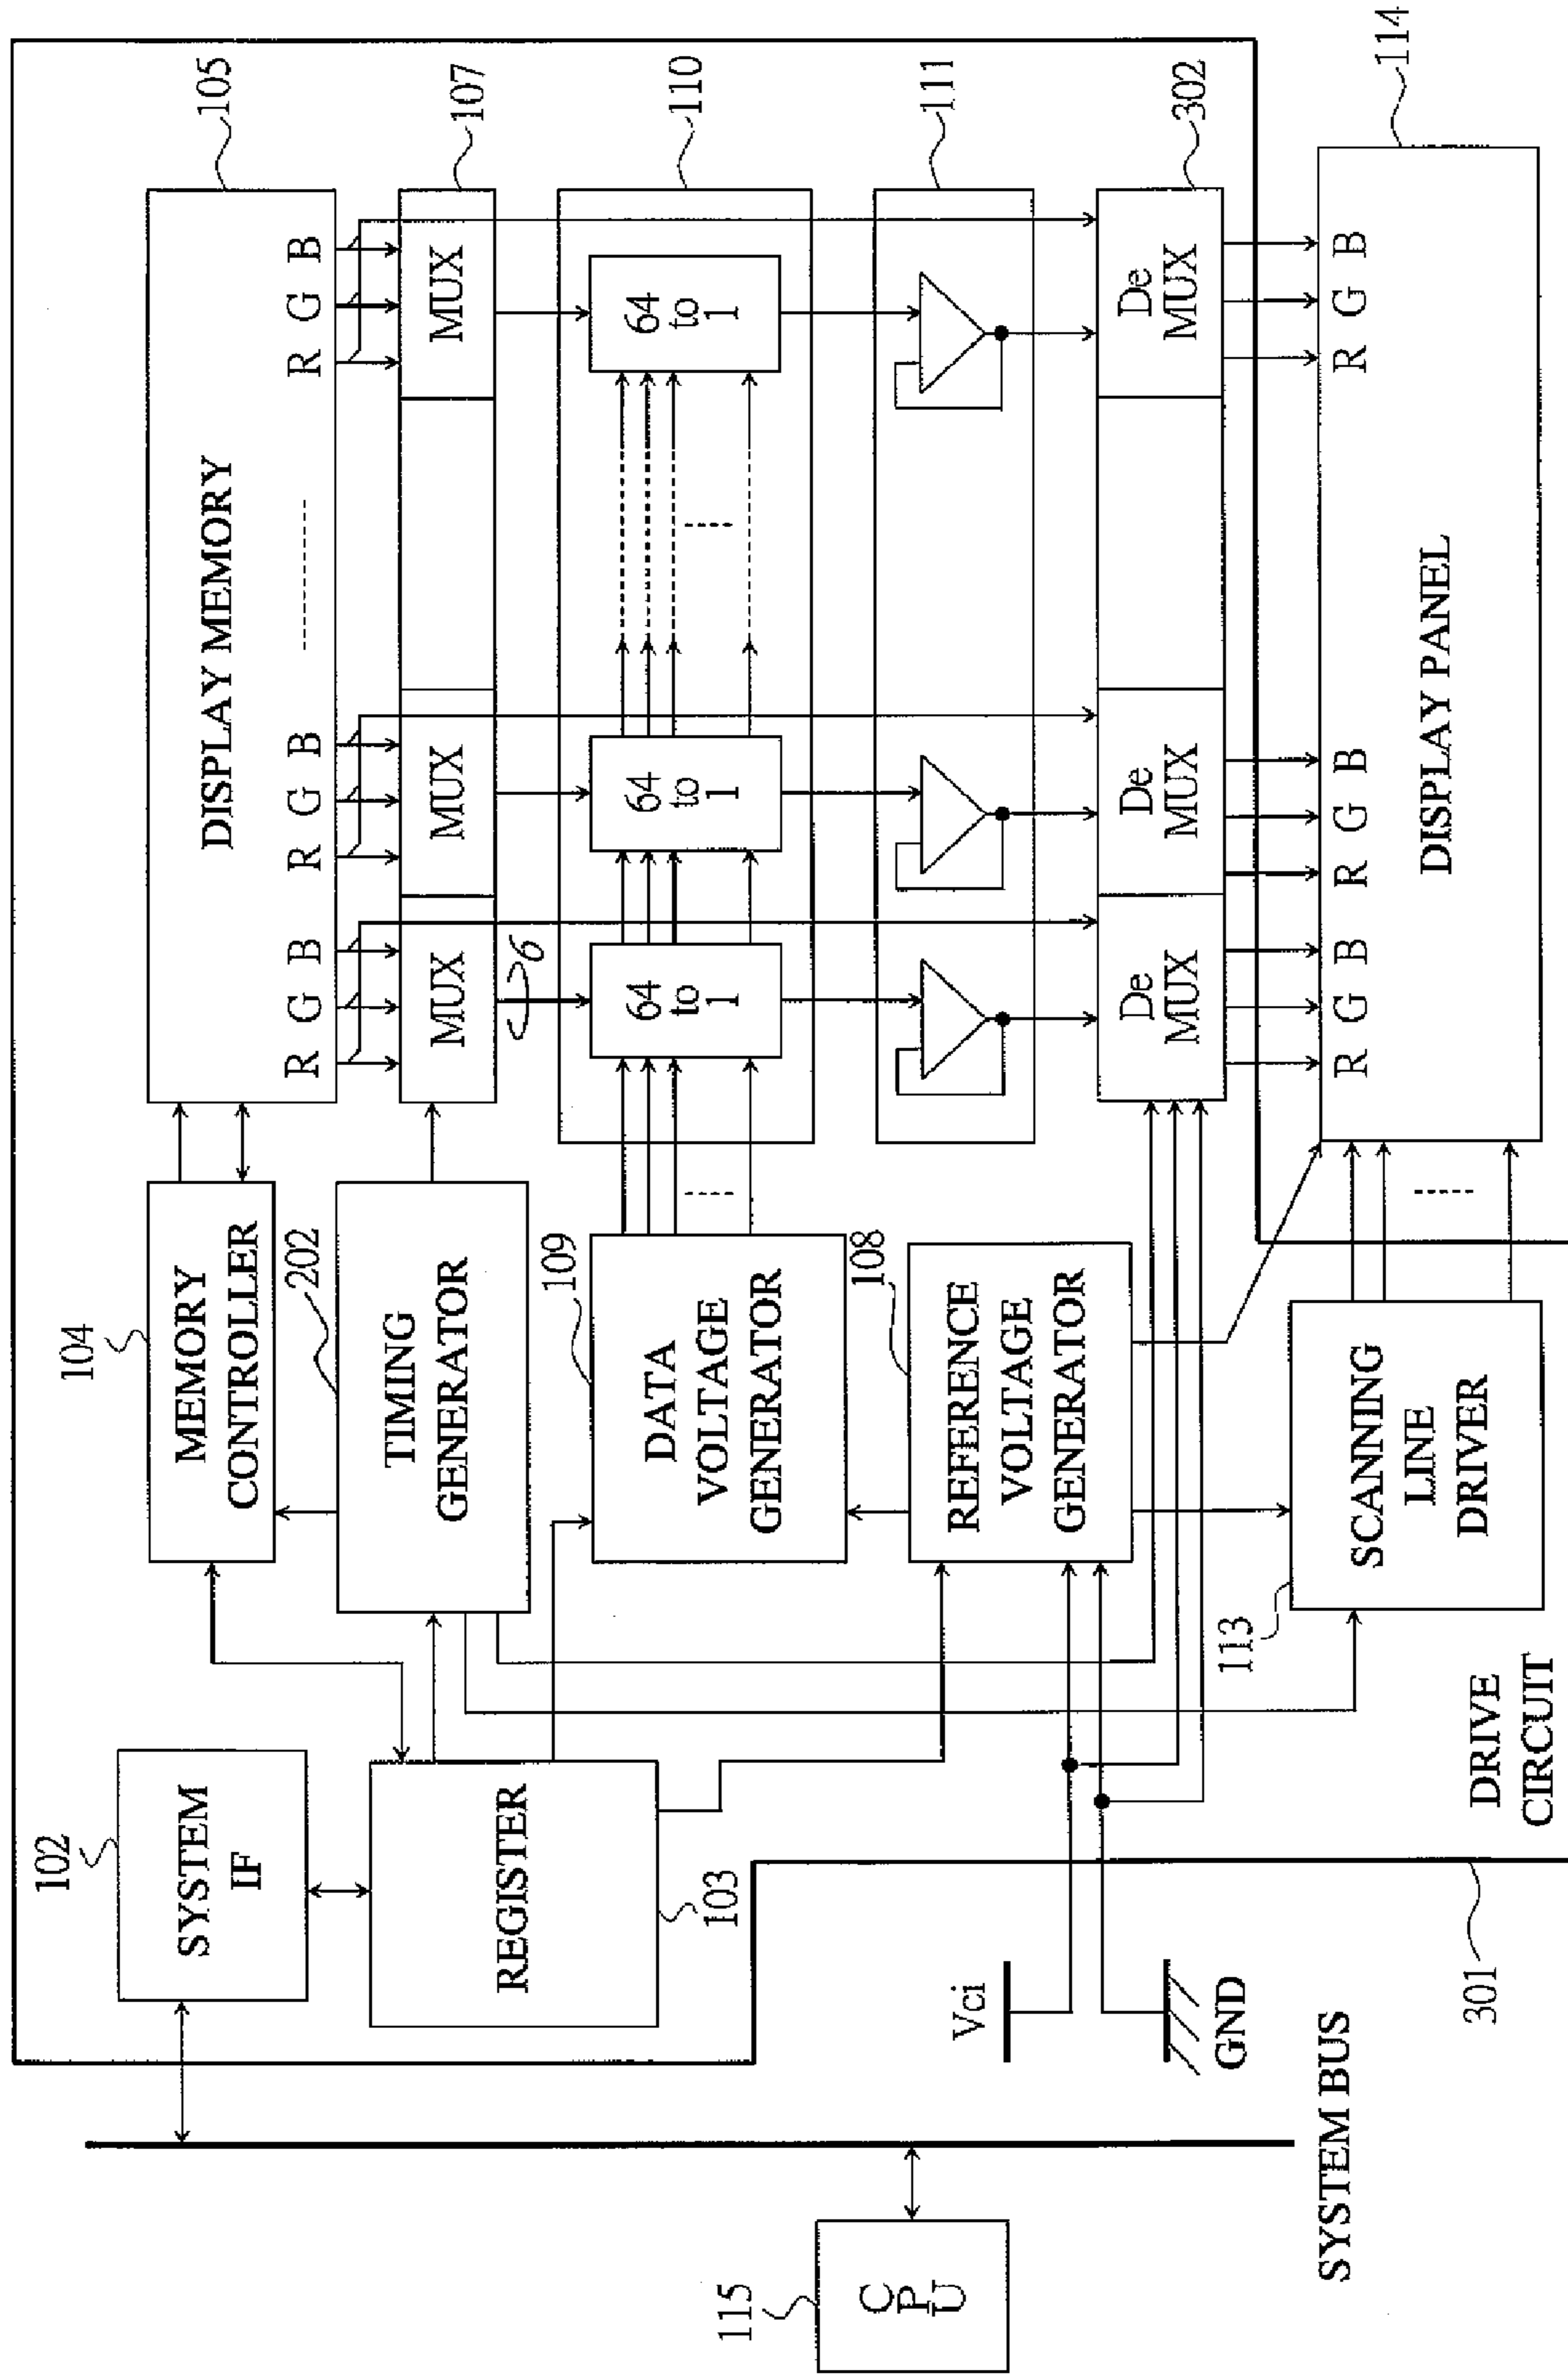 115
CPU
SYSTEM BUS
102
SYSTEM
IF
REGISTER
103
Vci
GND
301
DRIVE
CIRCUIT
104
MEMORY
CONTROLLER
202
TIMING
GENERATOR
109
DATA
VOLTAGE
GENERATOR
108
REFERENCE
VOLTAGE
GENERATOR
113
SCANNING
LINE
DRIVER
DISPLAY MEMORY
R G B R G B R G B
105
MUX MUX MUX
107
6
64
to
1
64
to
1
64
to
1
110
111
De
MUX
De
MUX
De
MUX
302
R G B R G B R G B
DISPLAY PANEL
114